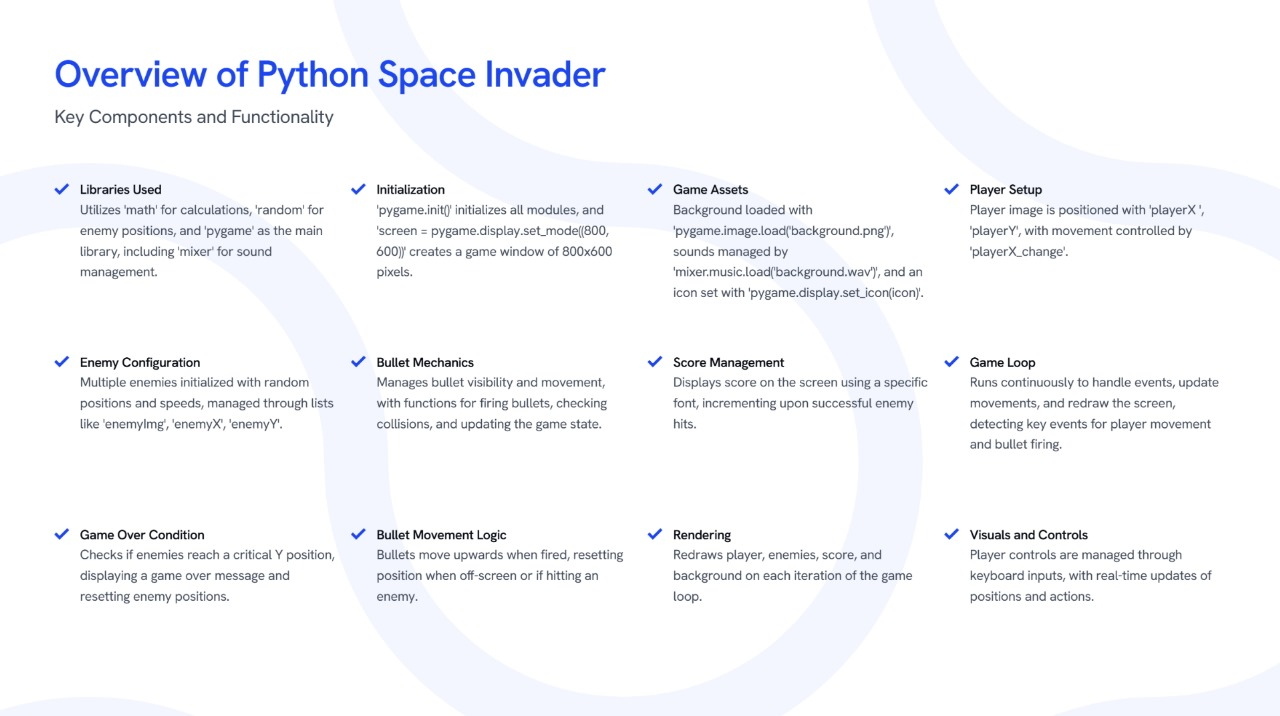 Overview of Python Space Invader
Key Components and Functionality
Libraries Used
Utilizes 'math' for calculations, 'random' for
enemy positions, and 'pygame' as the main
library, including 'mixer' for sound
management.
Initialization
'pygame.init()' initializes all modules, and
'screen = pygame.display.set_mode((800,
600))' creates a game window of 800x600
pixels.
Game Assets
Background loaded with
'pygame.image.load('background.png')',
sounds managed by
'mixer.music.load('background.wav')', and an
icon set with 'pygame.display.set_icon(icon)'.
Player Setup
Player image is positioned with 'playerX ',
'playerY', with movement controlled by
'playerX_change'.
Enemy Configuration
Multiple enemies initialized with random
positions and speeds, managed through lists
like 'enemyImg', 'enemyX', 'enemyY'.
Bullet Mechanics
Manages bullet visibility and movement,
with functions for firing bullets, checking
collisions, and updating the game state.
Score Management
Displays score on the screen using a specific
font, incrementing upon successful enemy
hits.
Game Loop
Runs continuously to handle events, update
movements, and redraw the screen,
detecting key events for player movement
and bullet firing.
Game Over Condition
Checks if enemies reach a critical Y position,
displaying a game over message and
resetting enemy positions.
Bullet Movement Logic
Bullets move upwards when fired, resetting
position when off-screen or if hitting an
enemy.
Rendering
Redraws player, enemies, score, and
background on each iteration of the game
loop.
Visuals and Controls
Player controls are managed through
keyboard inputs, with real-time updates of
positions and actions.